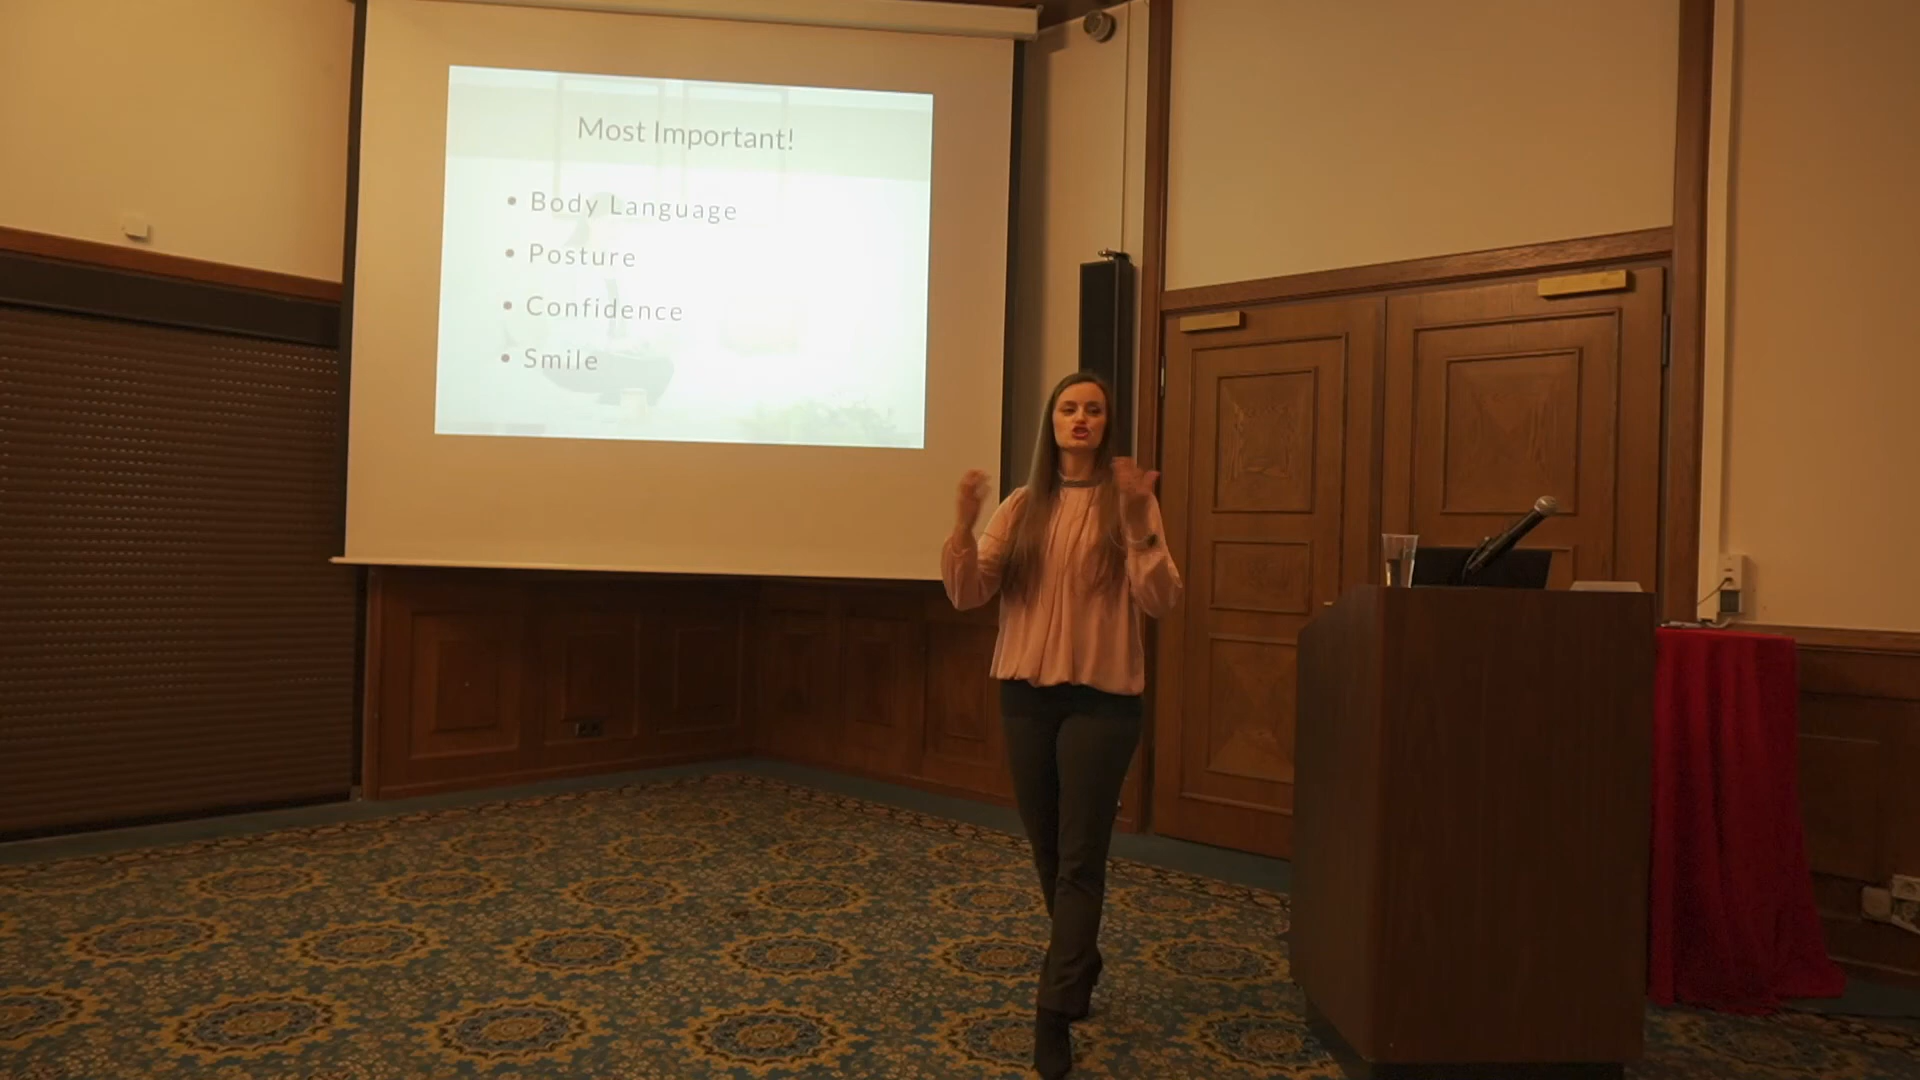 Most Important!
• Body Language
• Posture
• Confidence
• Smile